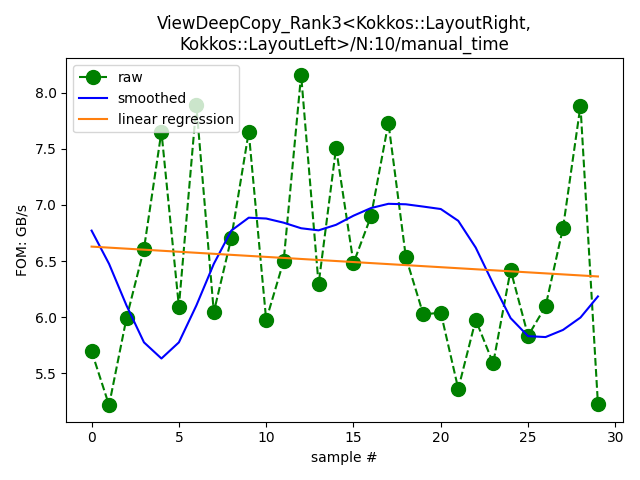 ViewDeepCopy_Rank3<Kokkos::LayoutRight,
Kokkos::LayoutLeft>/N:10/manual_time
raw
smoothed
linear regression
FOM: GB/s
8.0
7.5
7.0
6.5
6.0
5.5
0 5 10 15 20 25 30
sample #